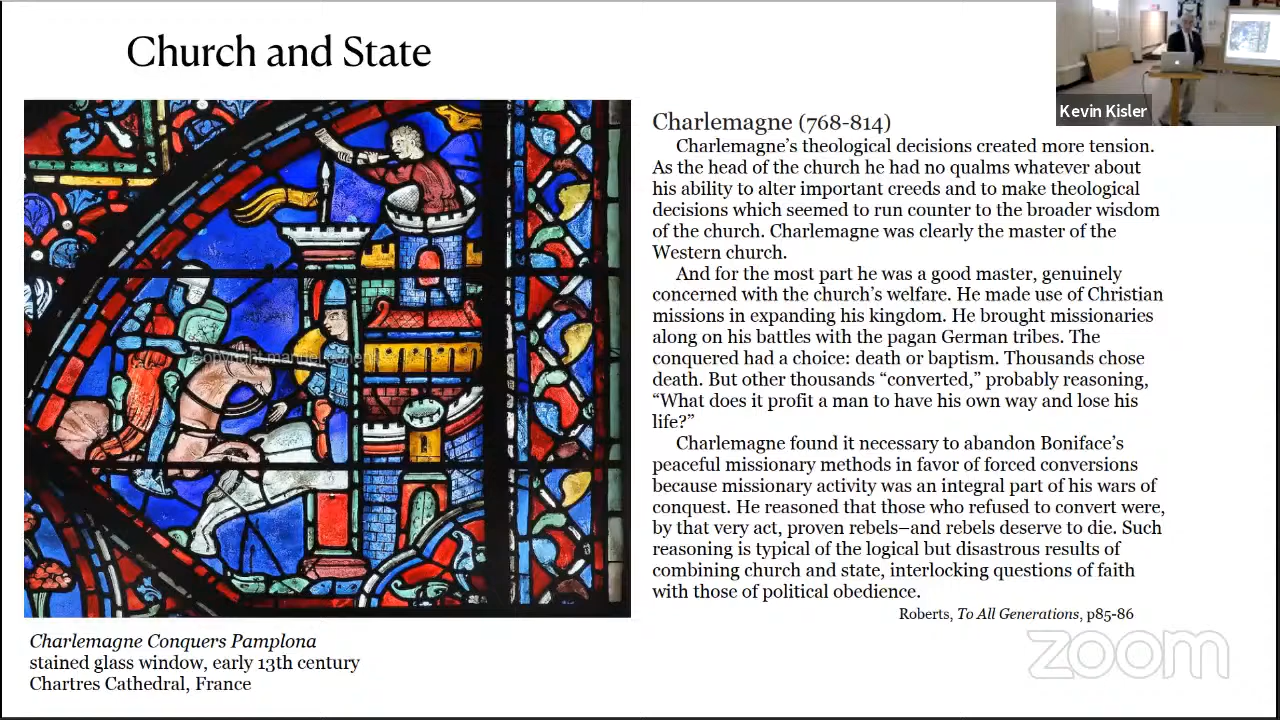 Church and State
Kevin Kisler
Charlemagne (768-814)
Charlemagne's theological decisions created more tension.
As the head of the church he had no qualms whatever about
his ability to alter important creeds and to make theological
decisions which seemed to run counter to the broader wisdom
of the church. Charlemagne was clearly the master of the
Western church.
And for the most part he was a good master, genuinely
concerned with the church's welfare. He made use of Christian
missions in expanding his kingdom. He brought missionaries
along on his battles with the pagan German tribes. The
conquered had a choice: death or baptism. Thousands chose
death. But other thousands “converted,” probably reasoning,
“What does it profit a man to have his own way and lose his
life?”
Charlemagne found it necessary to abandon Boniface's
peaceful missionary methods in favor of forced conversions
because missionary activity was an integral part of his wars of
conquest. He reasoned that those who refused to convert were,
by that very act, proven rebels–and rebels deserve to die. Such
reasoning is typical of the logical but disastrous results of
combining church and state, interlocking questions of faith
with those of political obedience.
Roberts, To All Generations, p85-86
Copyright
Charlemagne Conquers Pamplona
stained glass window, early 13th century
Chartres Cathedral, France
zoom